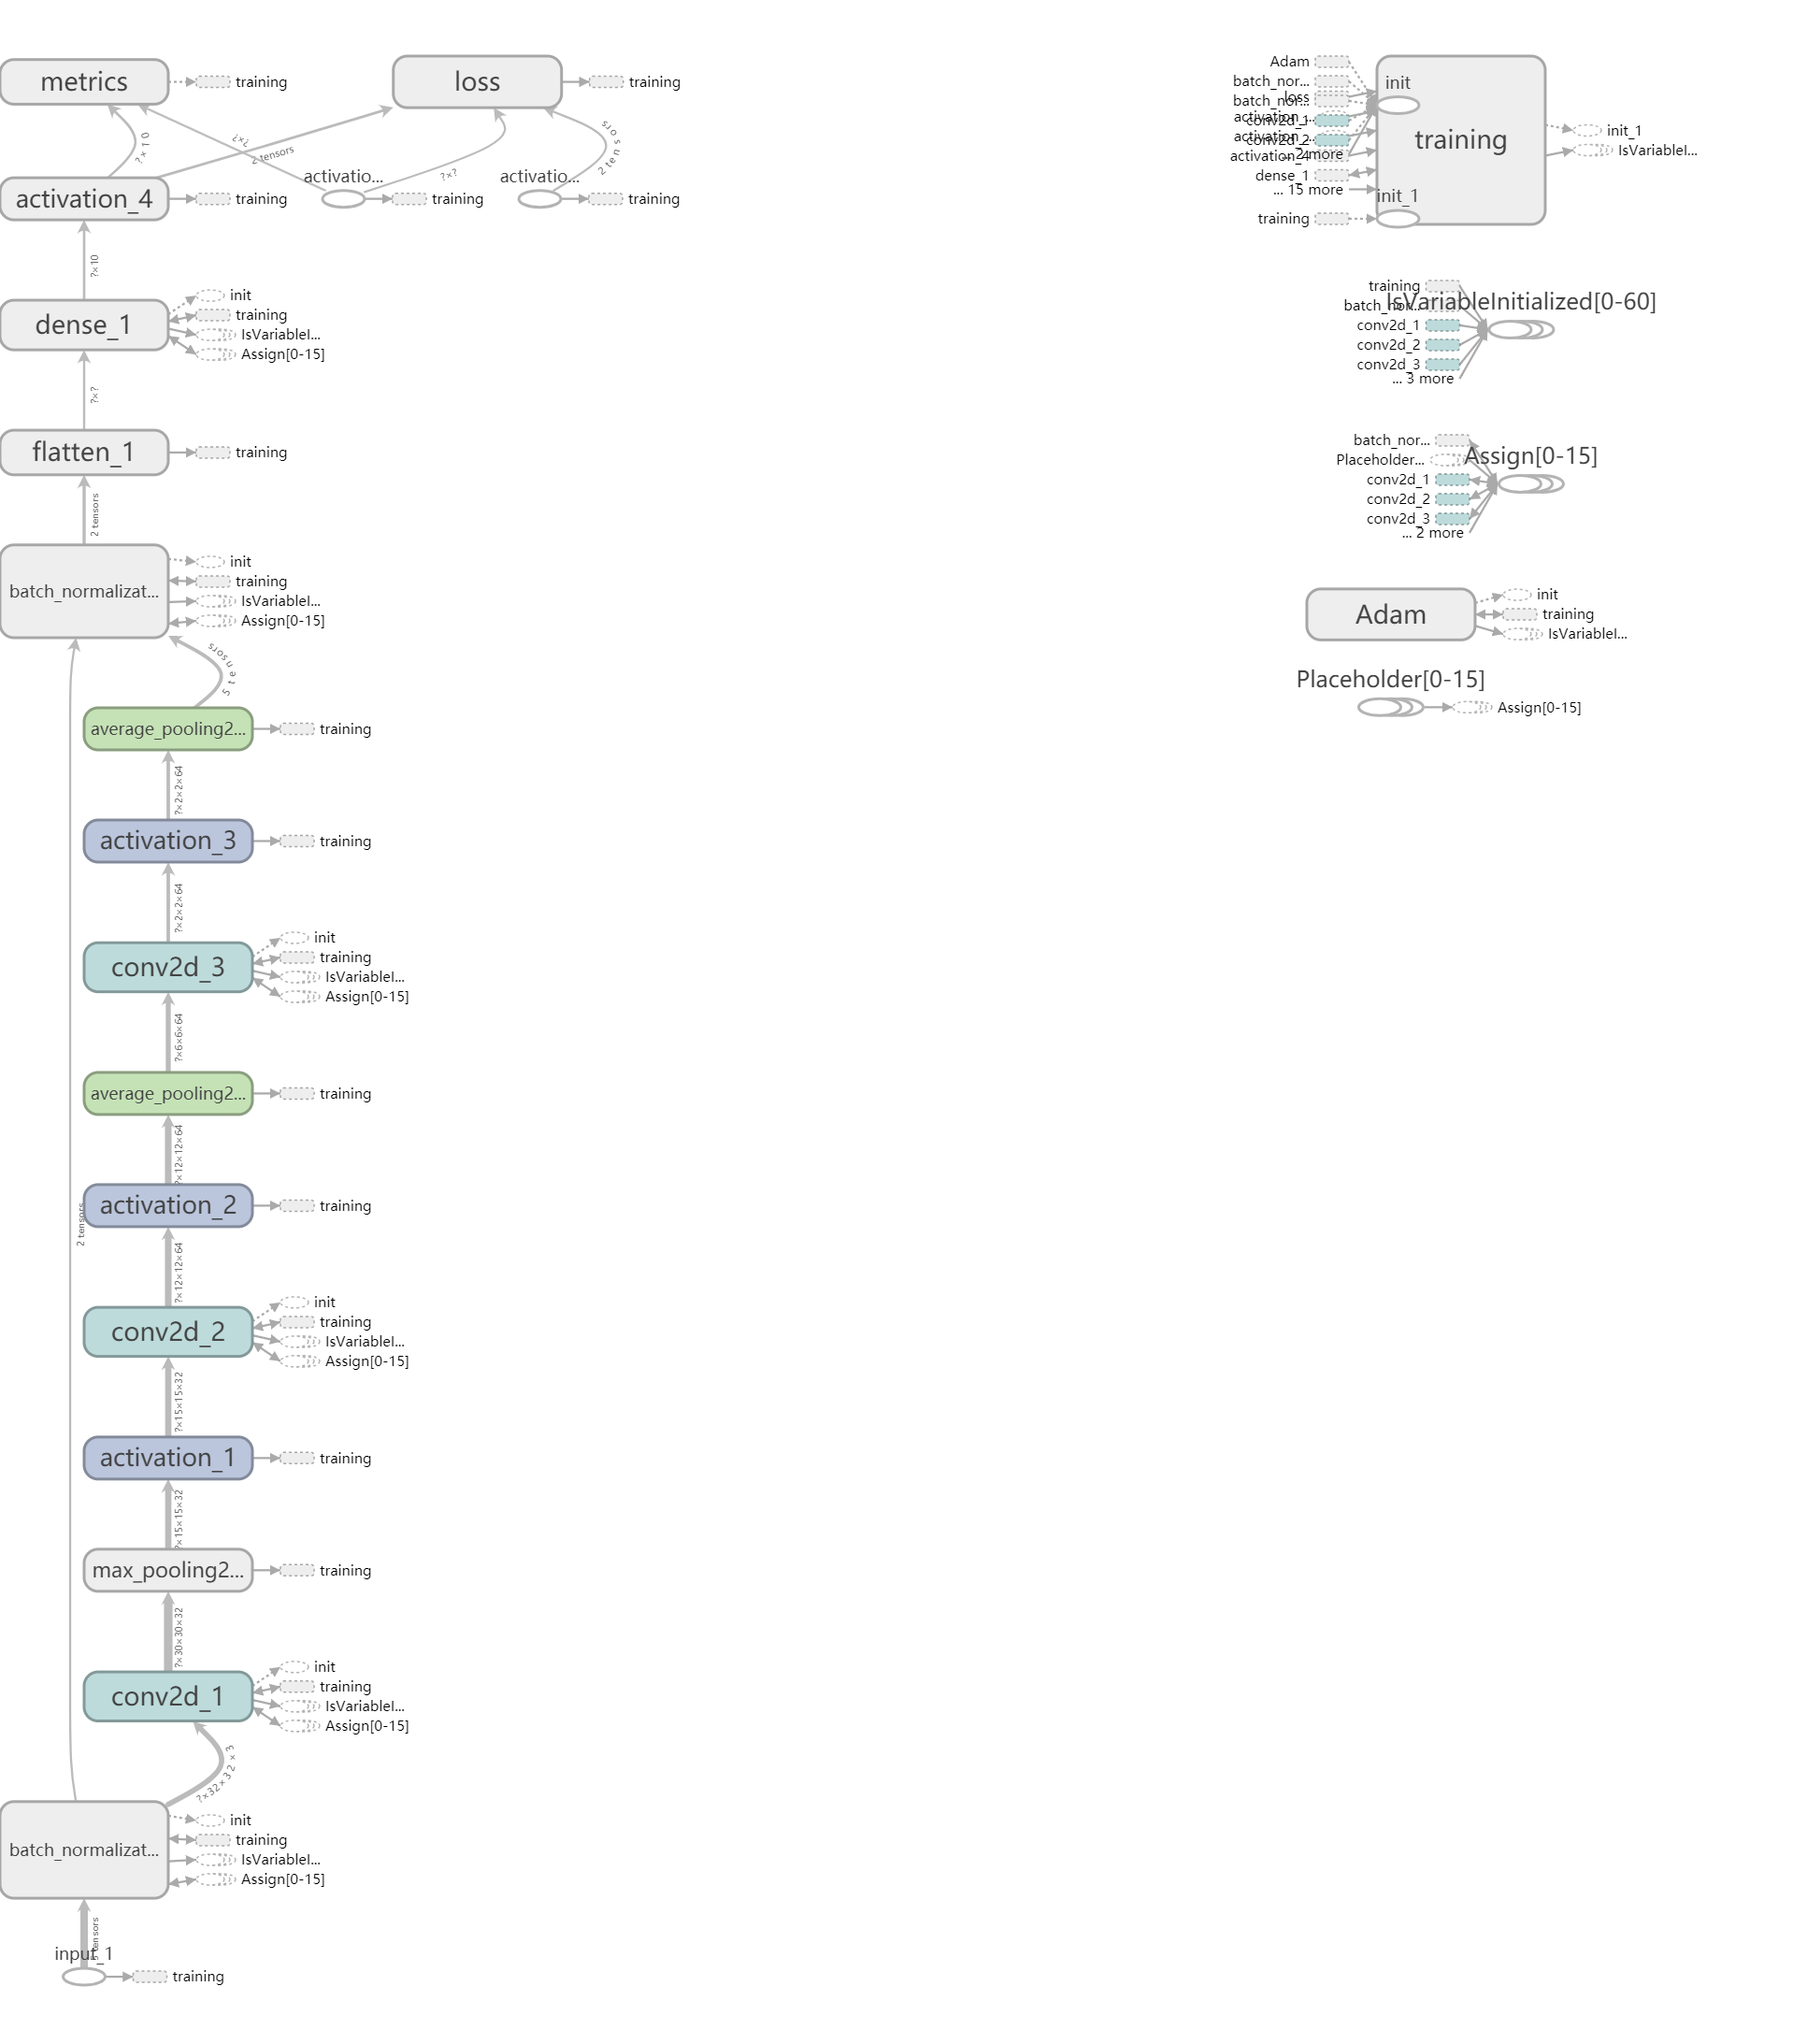 metrics
training
loss
training
?×10
?×?
2 tensors
?×?
2 tensors
activation_4
training
activatio...
training
activatio...
training
?×10
dense_1
init
training
IsVariableI...
Assign[0-15]
?×?
flatten_1
training
2 tensors
batch_normalizat...
init
training
IsVariableI...
Assign[0-15]
5 tensors
average_pooling2...
training
?×2×2×64
activation_3
training
?×2×2×64
conv2d_3
init
training
IsVariableI...
Assign[0-15]
?×6×6×64
average_pooling2...
training
?×12×12×64
activation_2
training
2 tensors
?×12×12×64
conv2d_2
init
training
IsVariableI...
Assign[0-15]
?×15×15×32
activation_1
training
?×15×15×32
max_pooling2...
training
?×30×30×32
conv2d_1
init
training
IsVariableI...
Assign[0-15]
?×32×32×3
batch_normalizat...
init
training
IsVariableI...
Assign[0-15]
tensors
input_1
training
Adam
batch_nor...
loss
batch_nor...
activation_...
conv2d_1
activation_...
conv2d_2
activation_4
... 2 more
dense_1
... 15 more
training
init
training
init_1
init_1
IsVariableI...
IsVariableInitialized[0-60]
training
batch_nor...
conv2d_1
conv2d_2
conv2d_3
... 3 more
Assign[0-15]
batch_nor...
Placeholder...
conv2d_1
conv2d_2
conv2d_3
... 2 more
Adam
init
training
IsVariableI...
Placeholder[0-15]
Assign[0-15]